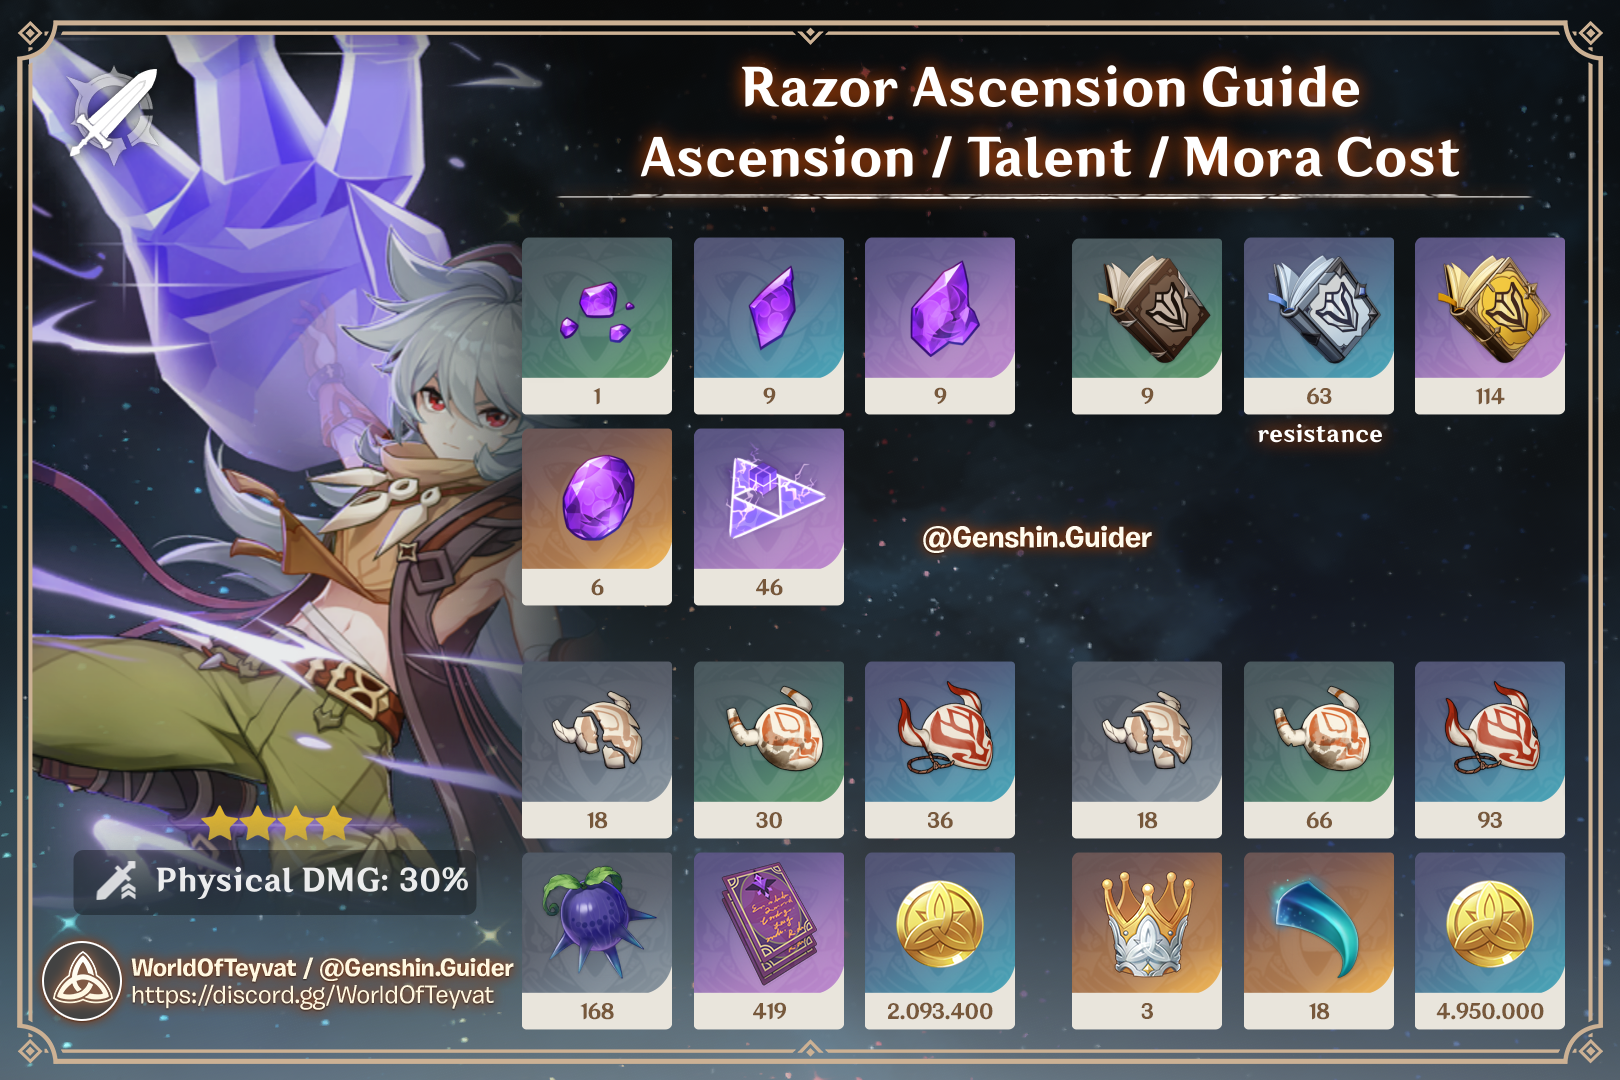 Razor Ascension Guide
Ascension / Talent / Mora Cost
1
9
9
9
63
114
resistance
6
46
@Genshin.Guider
18
30
36
18
66
93
168
419
2.093.400
3
18
4.950.000
Physical DMG: 30%
WorldOfTeyvat / @Genshin.Guider
https://discord.gg/WorldOfTeyvat